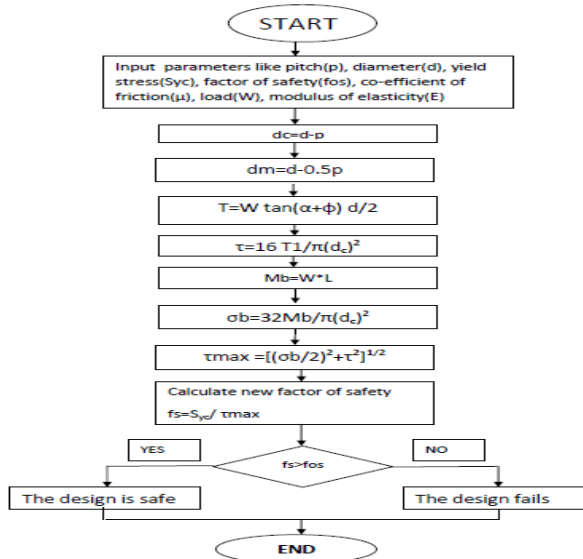 START
Input parameters like pitch(p), diameter(d), yield
stress(Syc), factor of safety(fos), co-efficient of
friction(μ), load(W), modulus of elasticity(E)
dc=d-p
dm=d-0.5p
T=W tan(α+ϕ) d/2
τ=16 T1/π(d꜀)²
Mb=W*L
σb=32Mb/π(d꜀)²
τmax =[(σb/2)²+τ²]¹/²
Calculate new factor of safety
fs=Syc/ τmax
YES
NO
fs>fos
The design is safe
The design fails
END